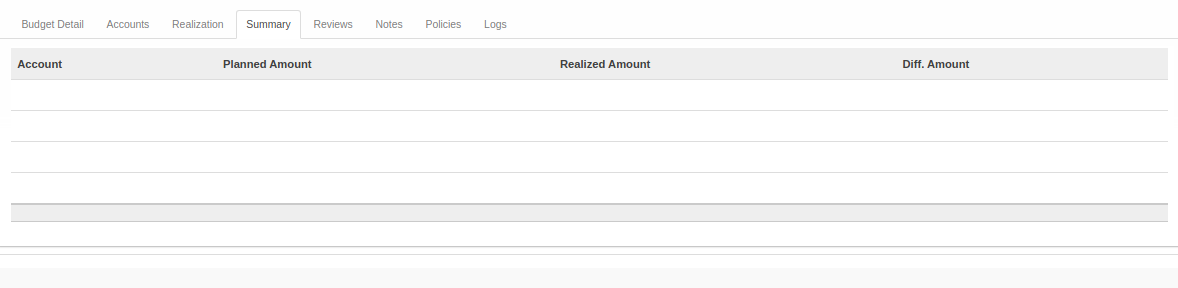 Budget Detail Accounts Realization Summary Reviews Notes Policies Logs
Account Planned Amount Realized Amount Diff. Amount